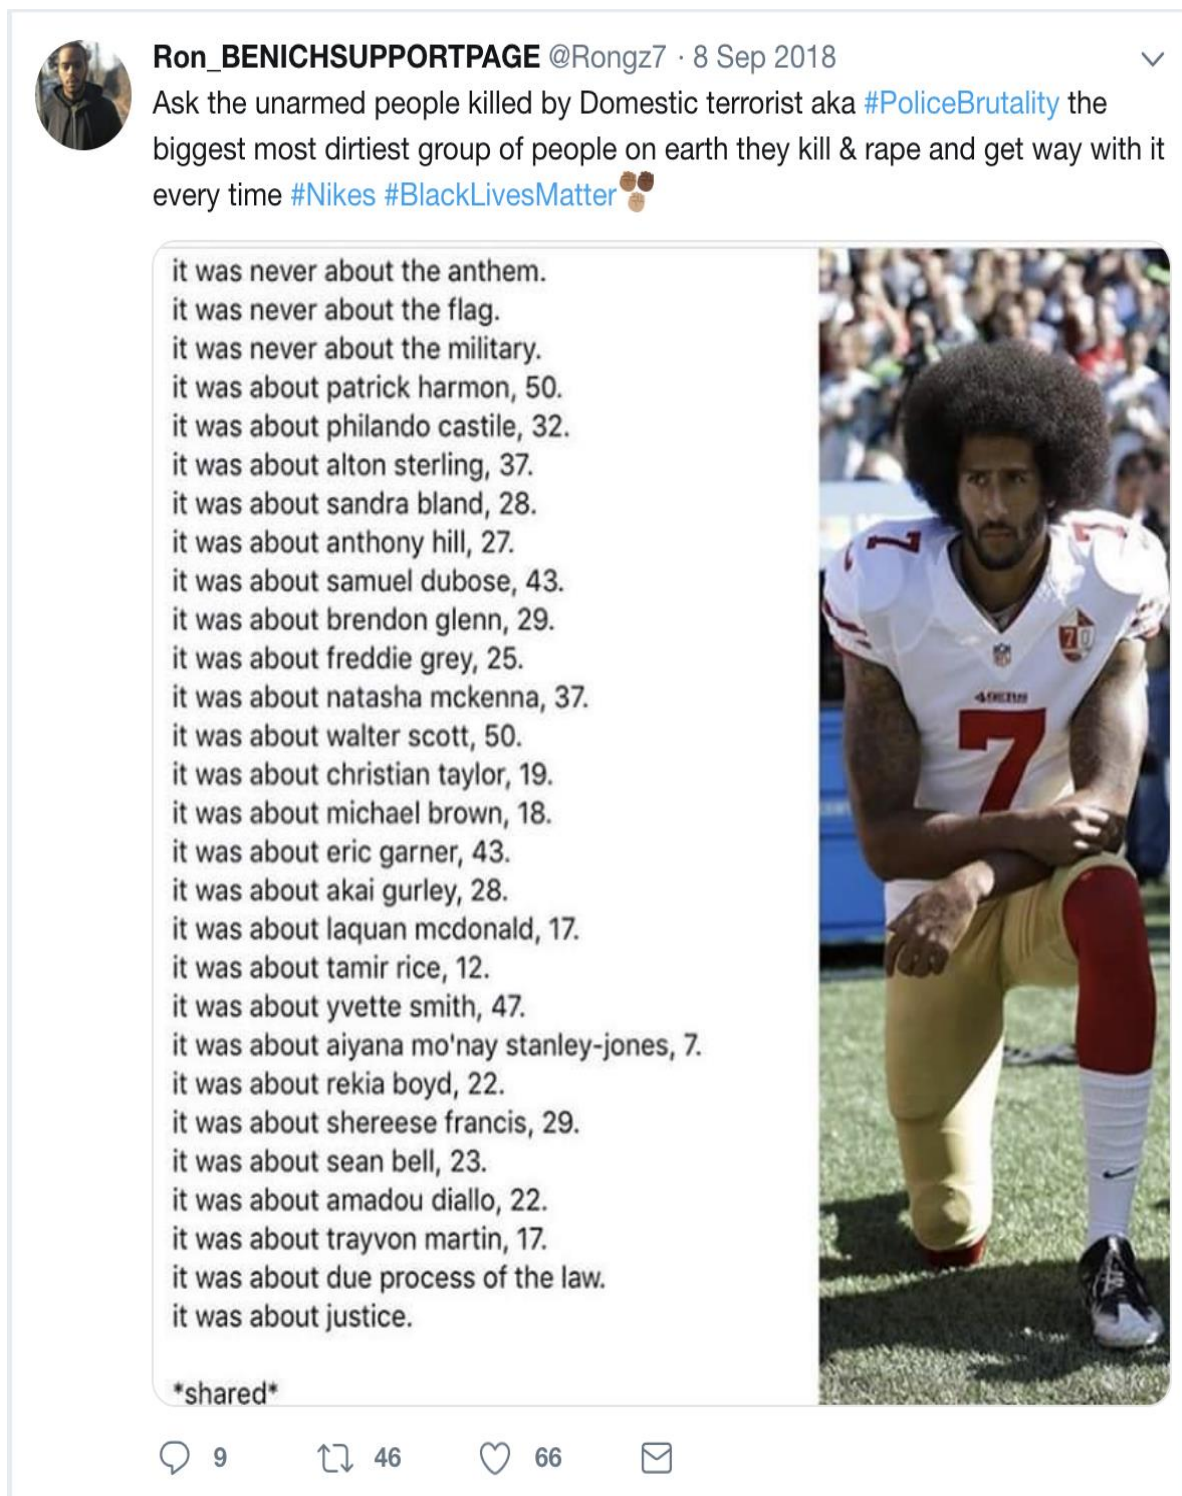 Ron_BENICHSUPPORTPAGE @Rongz7 · 8 Sep 2018
Ask the unarmed people killed by Domestic terrorist aka #PoliceBrutality the
biggest most dirtiest group of people on earth they kill & rape and get way with it
every time #Nikes #BlackLivesMatter✊🏾✊🏿✊🏽
it was never about the anthem.
it was never about the flag.
it was never about the military.
it was about patrick harmon, 50.
it was about philando castile, 32.
it was about alton sterling, 37.
it was about sandra bland, 28.
it was about anthony hill, 27.
it was about samuel dubose, 43.
it was about brendon glenn, 29.
it was about freddie grey, 25.
it was about natasha mckenna, 37.
it was about walter scott, 50.
it was about christian taylor, 19.
it was about michael brown, 18.
it was about eric garner, 43.
it was about akai gurley, 28.
it was about laquan mcdonald, 17.
it was about tamir rice, 12.
it was about yvette smith, 47.
it was about aiyana mo'nay stanley-jones, 7.
it was about rekia boyd, 22.
it was about shereese francis, 29.
it was about sean bell, 23.
it was about amadou diallo, 22.
it was about trayvon martin, 17.
it was about due process of the law.
it was about justice.
*shared*
7
7
70
49ERS
7
9 46 66